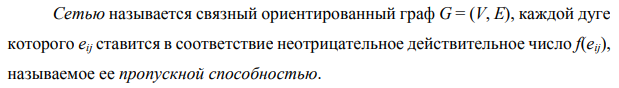 Сетью называется связный ориентированный граф G = (V, E), каждой дуге
которого eij ставится в соответствие неотрицательное действительное число f(eij),
называемое ее пропускной способностью.